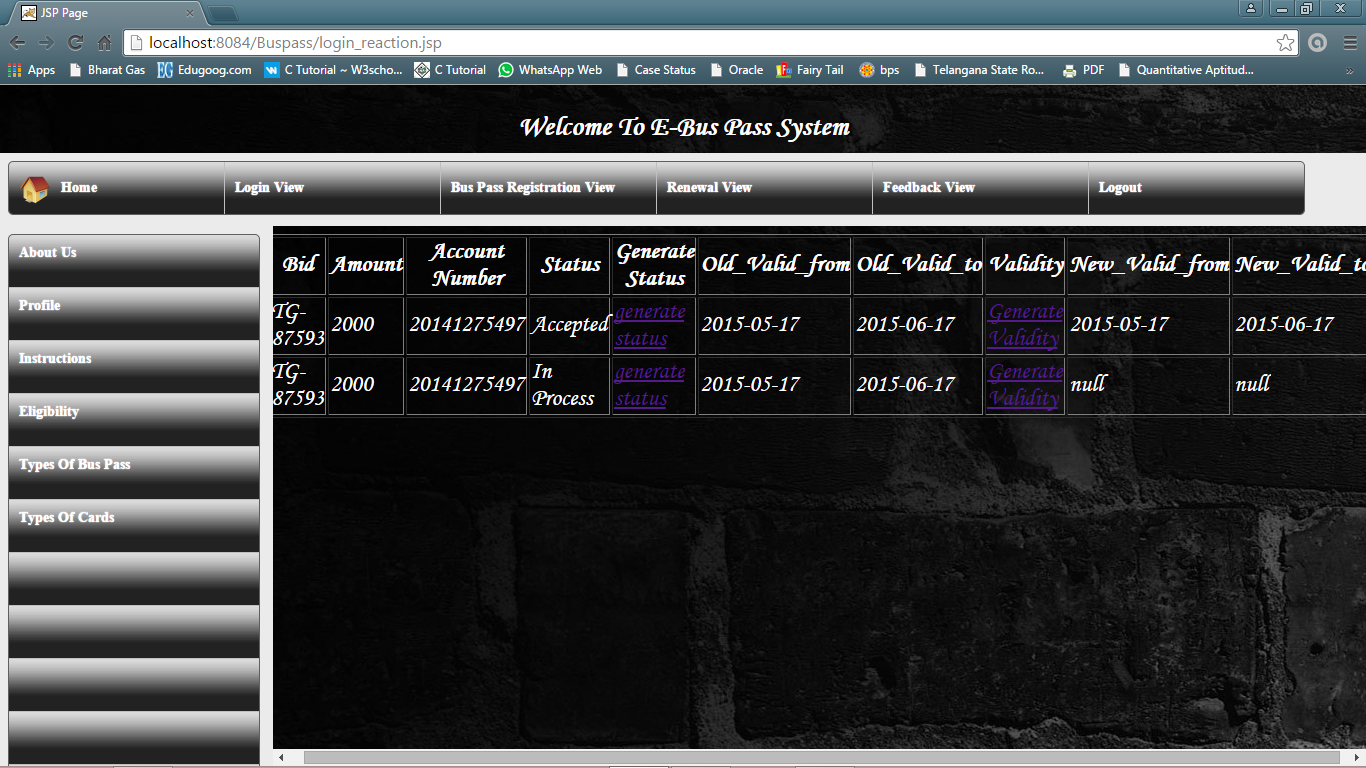 JSP Page
localhost:8084/Buspass/login_reaction.jsp
Apps Bharat Gas Edugoog.com C Tutorial ~ W3scho... C Tutorial WhatsApp Web Case Status Oracle Fairy Tail bps Telangana State Ro... PDF Quantitative Aptitud... »
Welcome To E-Bus Pass System
Home Login View Bus Pass Registration View Renewal View Feedback View Logout
About Us
Profile
Instructions
Eligibility
Types Of Bus Pass
Types Of Cards
Bid Amount Account Number Status Generate Status Old_Valid_from Old_Valid_to Validity New_Valid_from New_Valid_to
TG-87593 2000 20141275497 Accepted generate status 2015-05-17 2015-06-17 Generate Validity 2015-05-17 2015-06-17
TG-87593 2000 20141275497 In Process generate status 2015-05-17 2015-06-17 Generate Validity null null